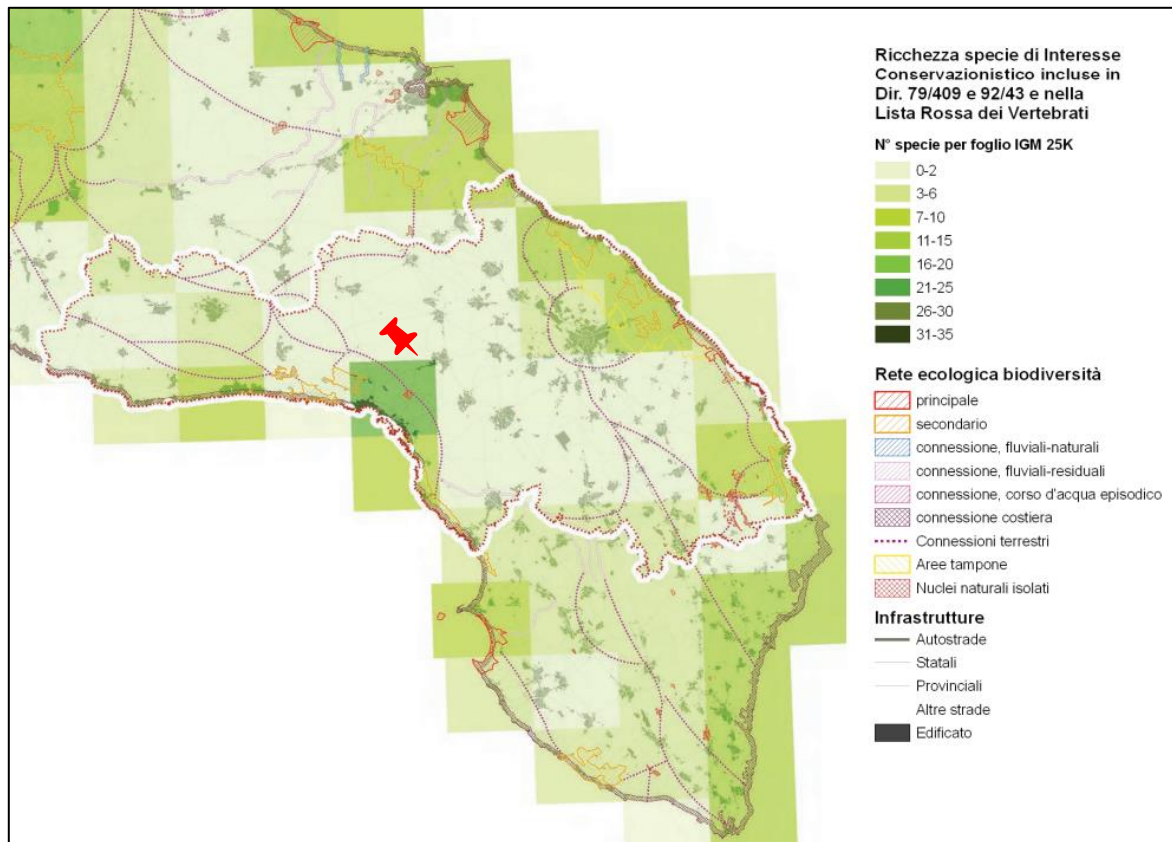 Ricchezza specie di Interesse
Conservazionistico incluse in
Dir. 79/409 e 92/43 e nella
Lista Rossa dei Vertebrati
N° specie per foglio IGM 25K
0-2
3-6
7-10
11-15
16-20
21-25
26-30
31-35
Rete ecologica biodiversità
principale
secondario
connessione, fluviali-naturali
connessione, fluviali-residuali
connessione, corso d'acqua episodico
connessione costiera
Connessioni terrestri
Aree tampone
Nuclei naturali isolati
Infrastrutture
Autostrade
Statali
Provinciali
Altre strade
Edificato